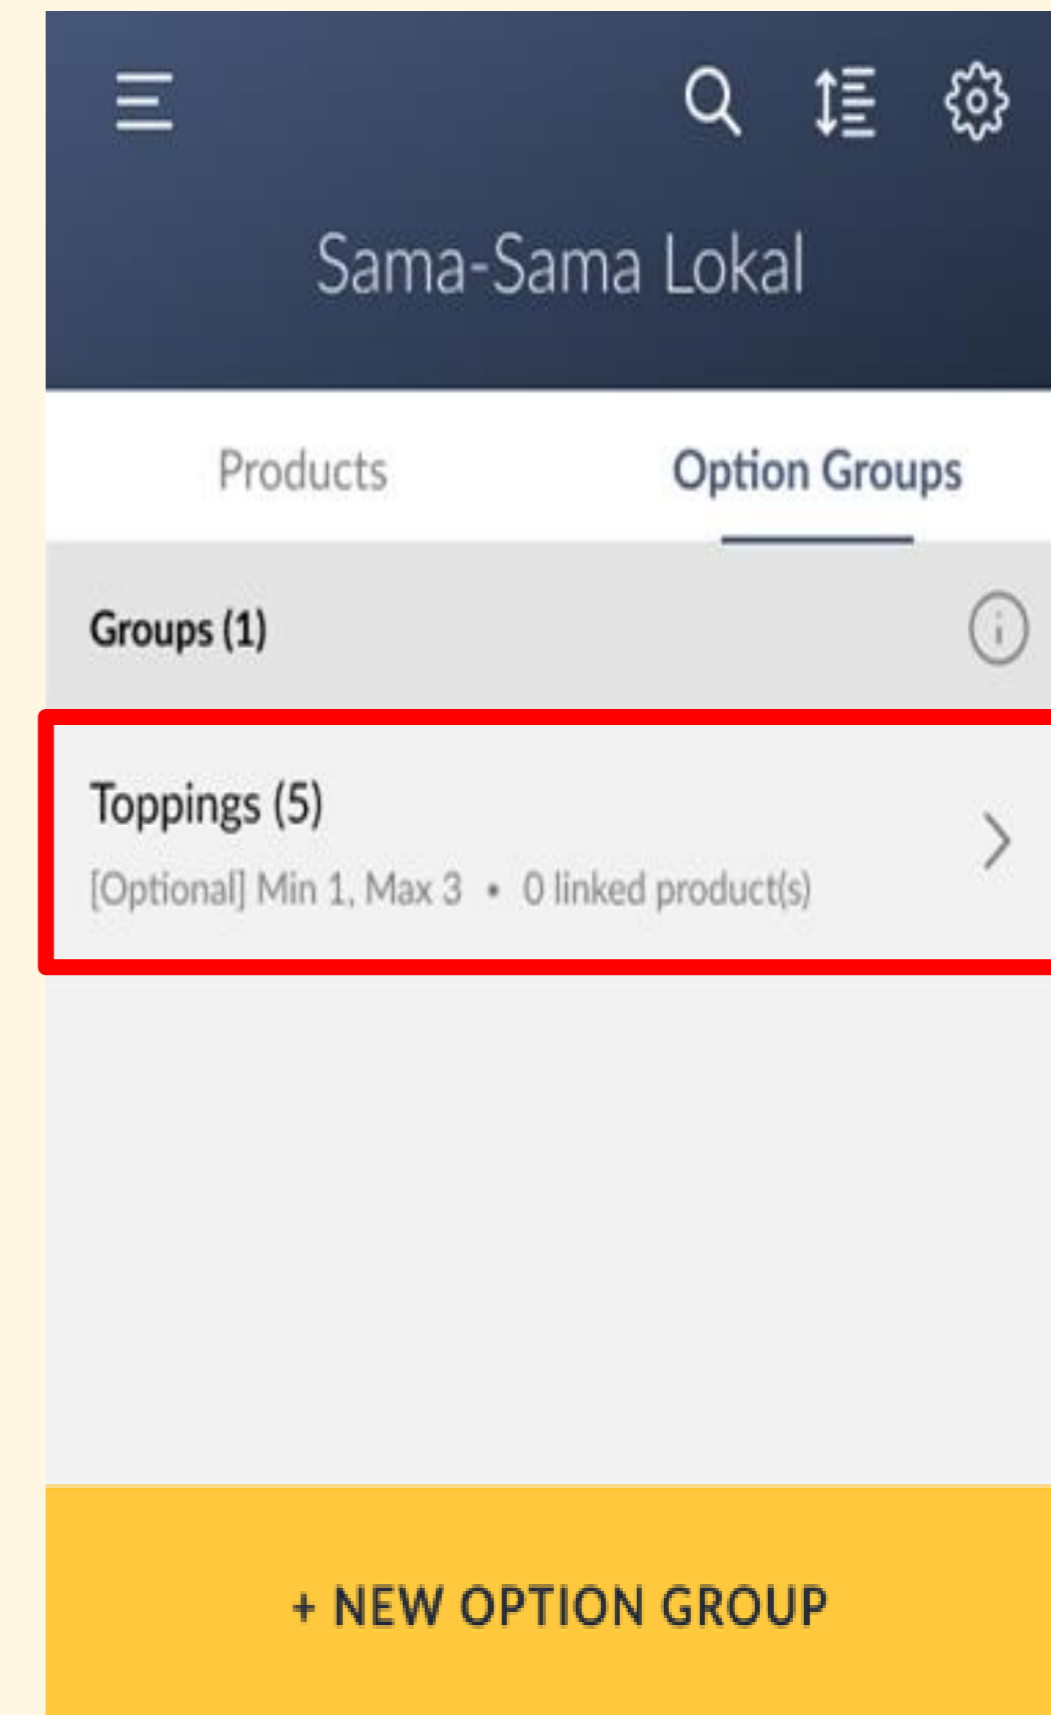 Sama-Sama Lokal
Products Option Groups
Groups (1)
Toppings (5)
[Optional] Min 1, Max 3 • 0 linked product(s)
+ NEW OPTION GROUP